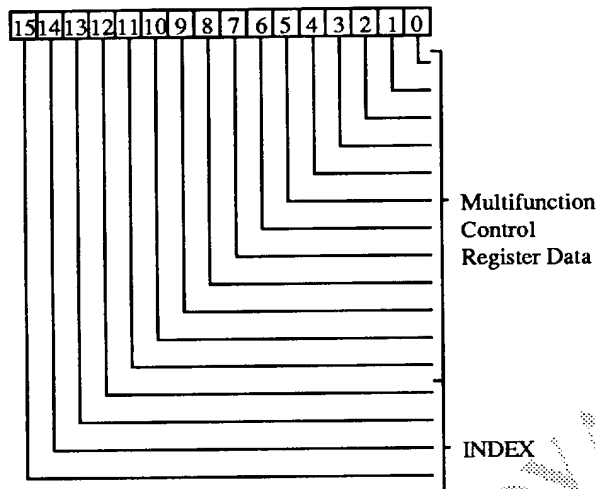 15 14 13 12 11 10 9 8 7 6 5 4 3 2 1 0
Multifunction
Control
Register Data
INDEX